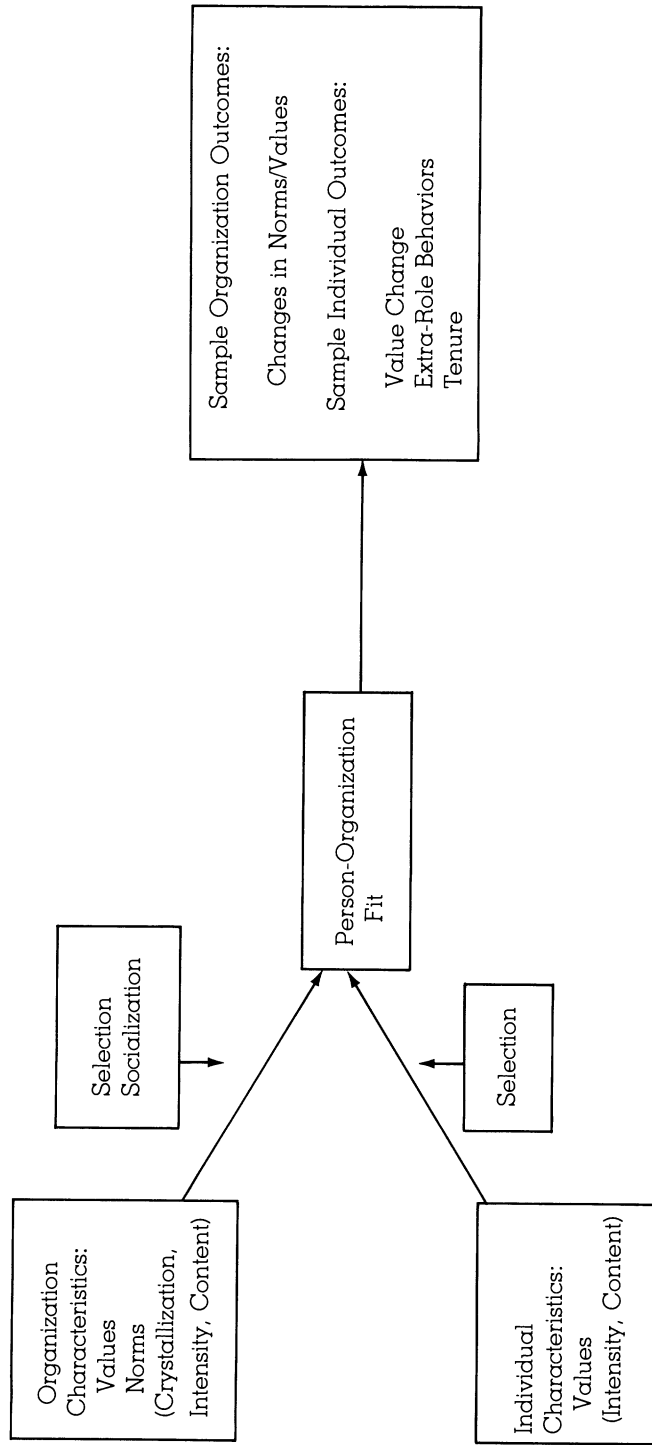 Organization
Characteristics:
Values
Norms
(Crystallization,
Intensity, Content)
Selection
Socialization
Individual
Characteristics:
Values
(Intensity, Content)
Selection
Person-Organization
Fit
Sample Organization Outcomes:
Changes in Norms/Values
Sample Individual Outcomes:
Value Change
Extra-Role Behaviors
Tenure